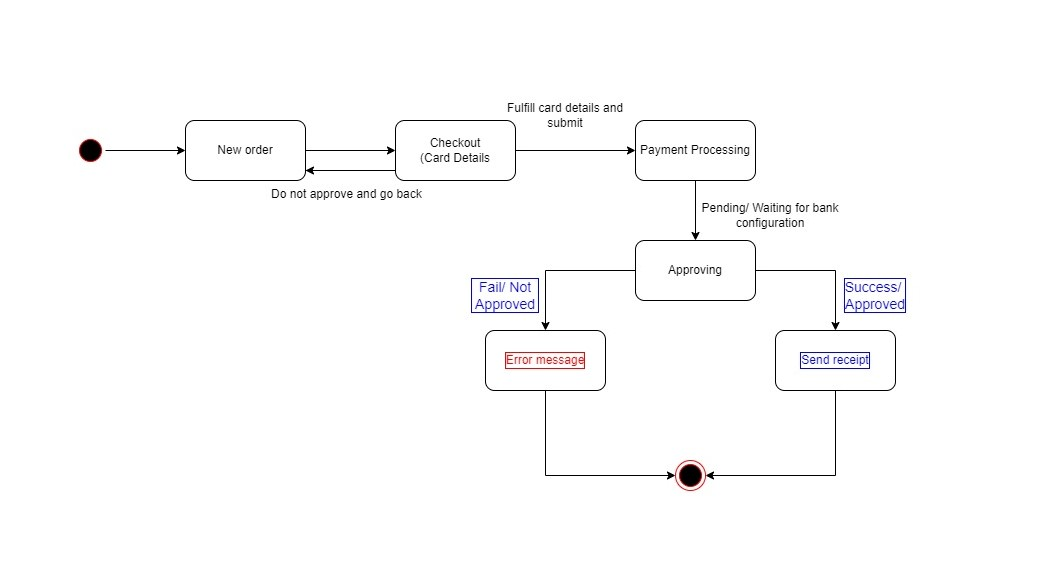 Fulfill card details and
submit
New order
Checkout
(Card Details
Payment Processing
Do not approve and go back
Pending/ Waiting for bank
configuration
Approving
Fail/ Not
Approved
Success/
Approved
Error message
Send receipt